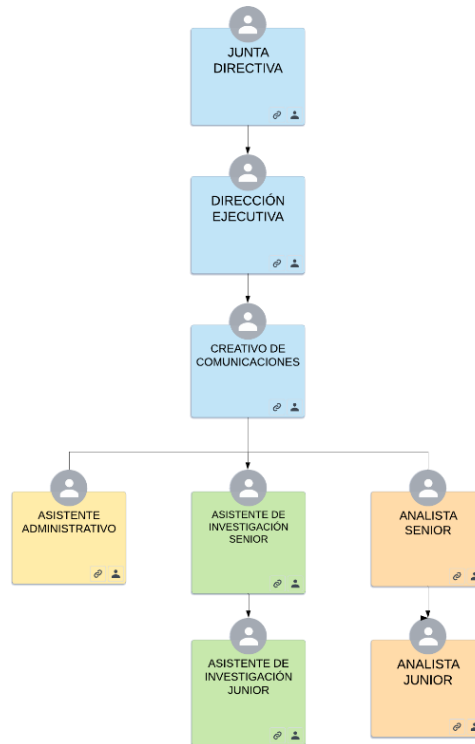 JUNTA
DIRECTIVA
DIRECCIÓN
EJECUTIVA
CREATIVO DE
COMUNICACIONES
ASISTENTE
ADMINISTRATIVO
ASISTENTE DE
INVESTIGACIÓN
SENIOR
ANALISTA
SENIOR
ASISTENTE DE
INVESTIGACIÓN
JUNIOR
ANALISTA
JUNIOR